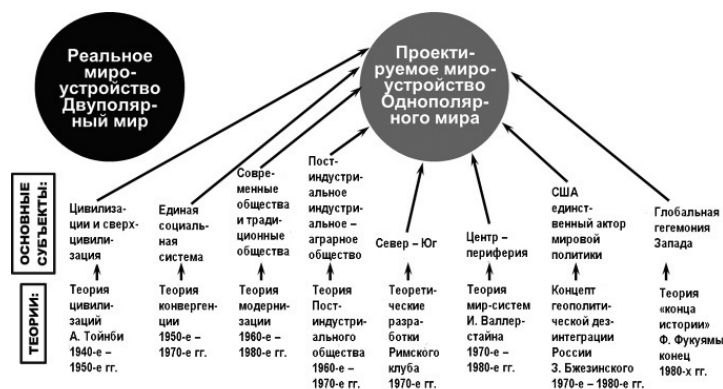 Реальное
миро-
устройство
Двуполяр-
ный мир
Проекти-
руемое миро-
устройство
Однополяр-
ного мира
ОСНОВНЫЕ
СУБЪЕКТЫ:
Цивилиза-
ции и сверх-
цивили-
зация
Единая
социаль-
ная
система
Совре-
менные
общества
и тради-
ционные
общества
Пост-
индустри-
альное
индустри-
альное –
аграрное
общество
Север – Юг
Центр –
периферия
США
единст-
венный актор
мировой
политики
Глобальная
гегемония
Запада
ТЕОРИИ:
Теория
цивили-
заций
А. Тойнби
1940-е –
1950-е гг.
Теория
конверген-
ции
1950-е –
1970-е гг.
Теория
модерни-
зации
1960-е –
1980-е гг.
Теория
Пост-
индустри-
ального
общества
1960-е –
1970-е гг.
Теорети-
ческие
разра-
ботки
Римского
клуба
1970-е гг.
Теория
мир-систем
И. Валлер-
стайна
1970-е –
1980-е гг.
Концепт
геополити-
ческой дез-
интеграции
России
З. Бжезинского
1970-е – 1980-е гг.
Теория
«конца
истории»
Ф. Фукуямы
конец
1980-х гг.